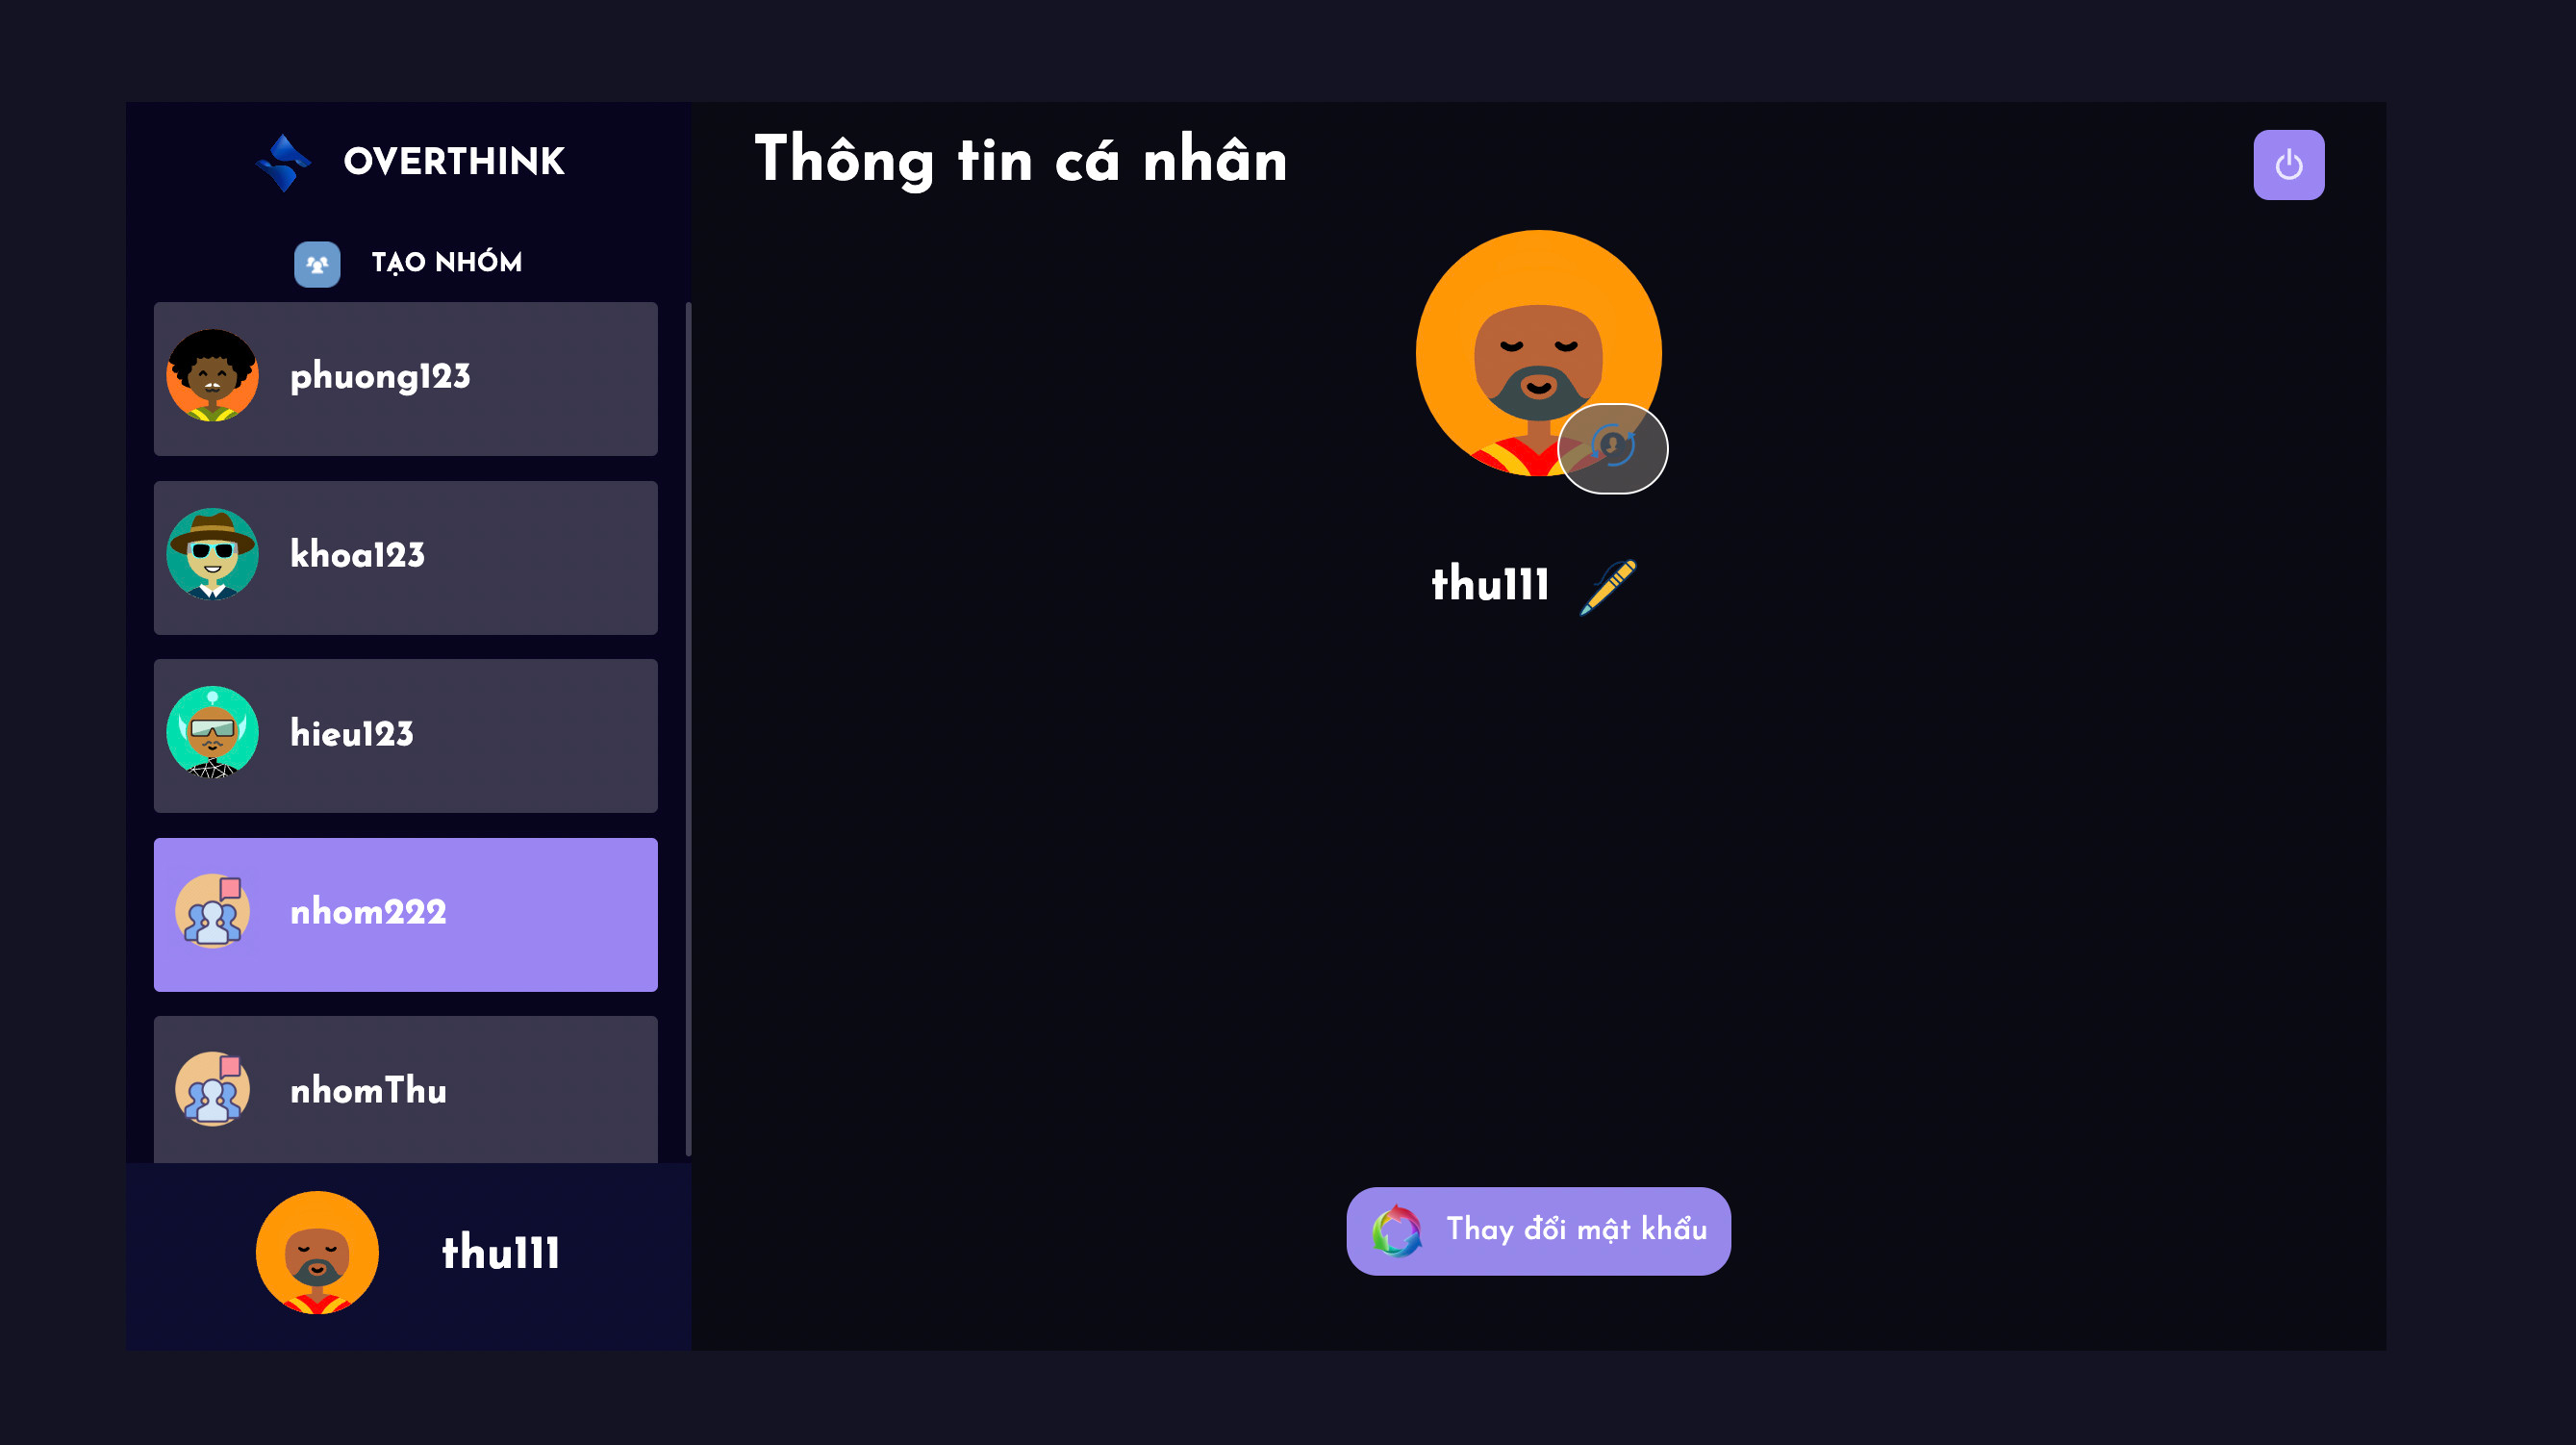 OVERTHINK
TẠO NHÓM
phuong123
khoa123
hieu123
nhom222
nhomThu
thu111
Thông tin cá nhân
thu111
Thay đổi mật khẩu